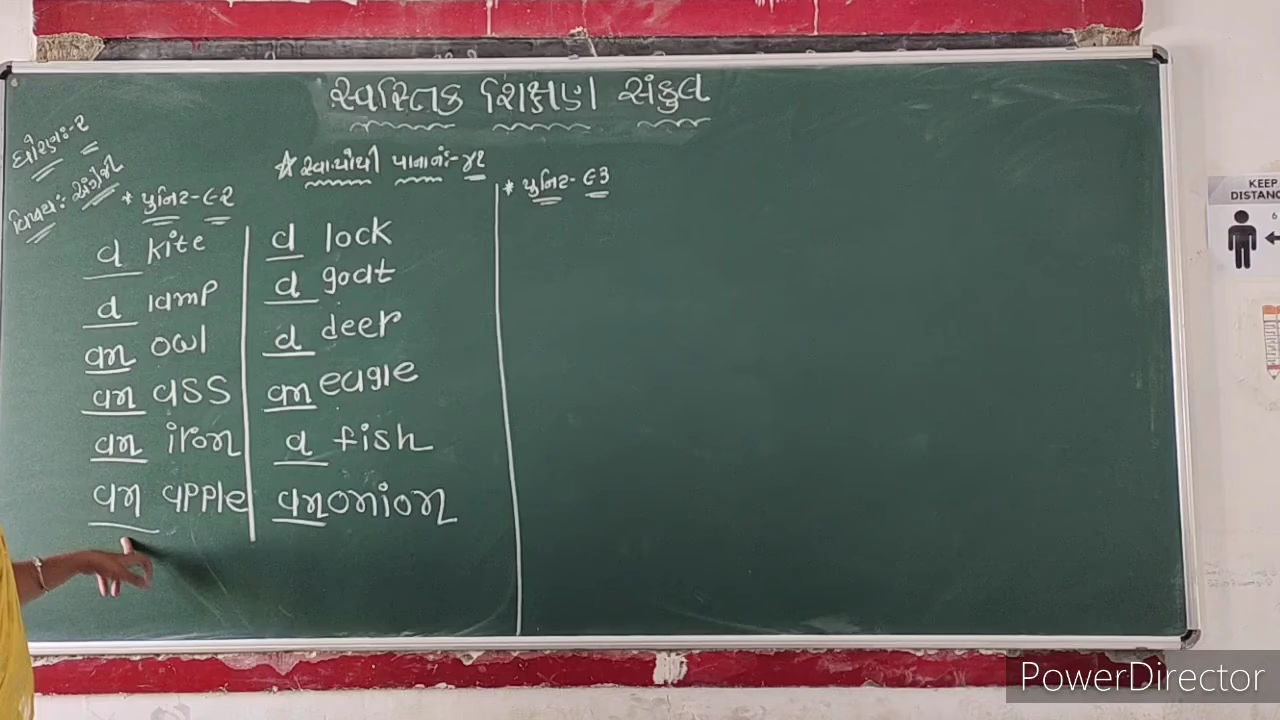 સ્વસ્તિક શિક્ષણ સંકુલ
ધોરણઃ-૨
વિષયઃ અંગ્રેજી
* સ્વાપોથી પાના નંઃ-૪૨
* યુનિટ-૯૨
a kite
a lamp
an owl
an ass
an iron
an apple
a lock
a goat
a deer
an eagle
a fish
an onion
* યુનિટ-૯૩
KEEP
DISTANC
6
PowerDirector